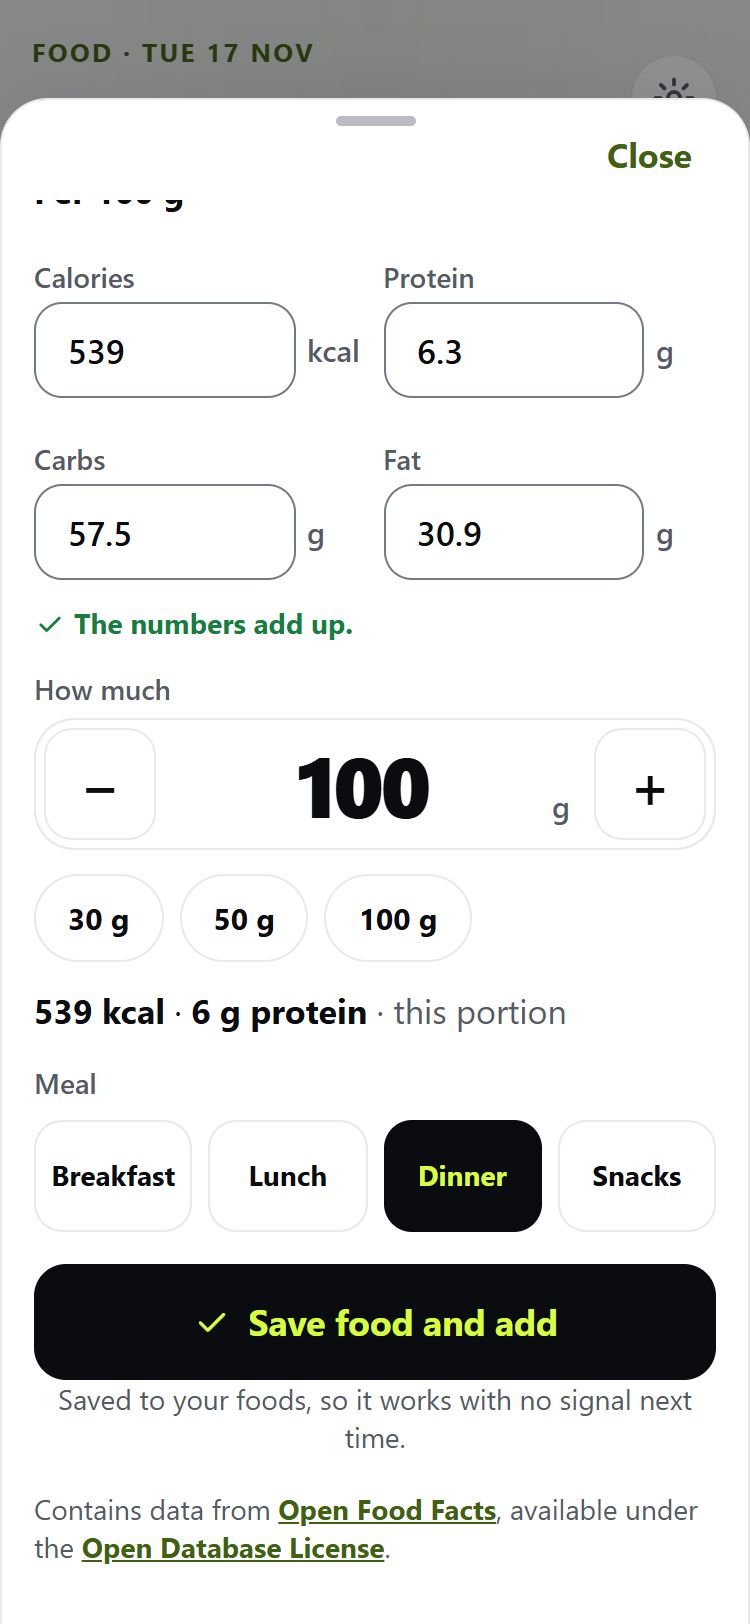 FOOD · TUE 17 NOV
Close
Per 100 g
Calories
Protein
539
kcal
6.3
g
Carbs
Fat
57.5
g
30.9
g
The numbers add up.
How much
−
100
g
+
30 g
50 g
100 g
539 kcal · 6 g protein · this portion
Meal
Breakfast
Lunch
Dinner
Snacks
Save food and add
Saved to your foods, so it works with no signal next
time.
Contains data from Open Food Facts, available under
the Open Database License.